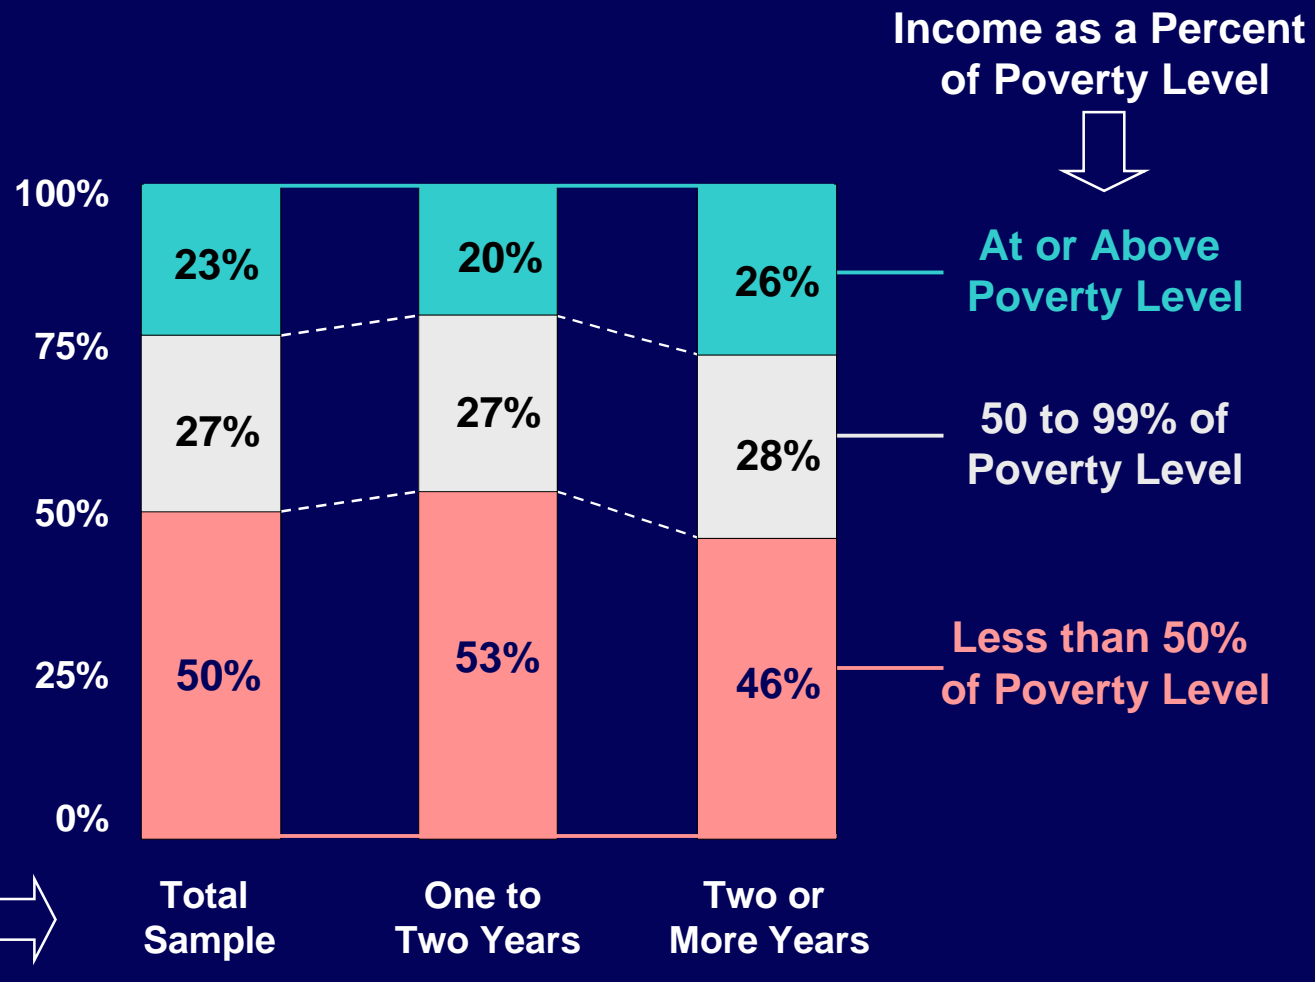 Income as a Percent
of Poverty Level
100%
75%
50%
25%
0%
23%
27%
50%
20%
27%
53%
26%
28%
46%
At or Above
Poverty Level
50 to 99% of
Poverty Level
Less than 50%
of Poverty Level
Total
Sample
One to
Two Years
Two or
More Years